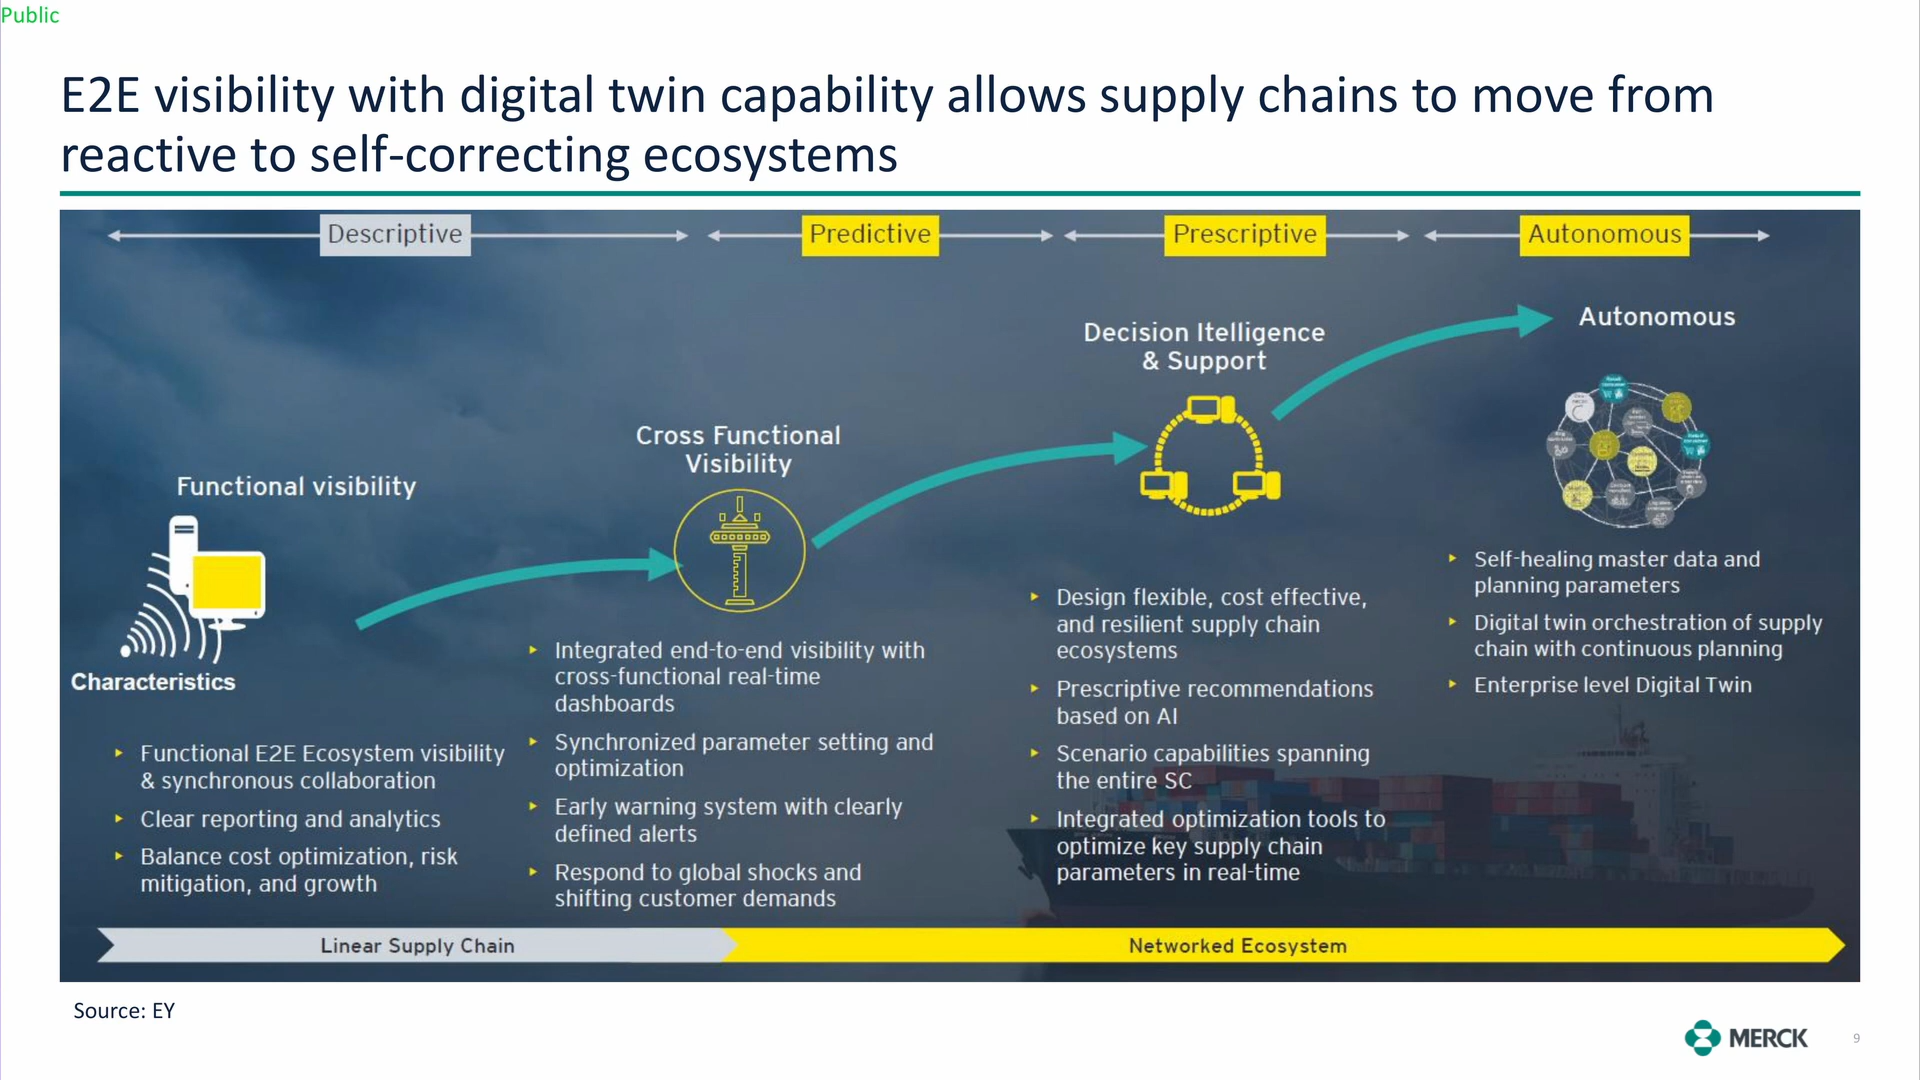 Public
E2E visibility with digital twin capability allows supply chains to move from
reactive to self-correcting ecosystems
Descriptive
Predictive
Prescriptive
Autonomous
Functional visibility
Characteristics
Functional E2E Ecosystem visibility
& synchronous collaboration
Clear reporting and analytics
Balance cost optimization, risk
mitigation, and growth
Cross Functional
Visibility
Integrated end-to-end visibility with
cross-functional real-time
dashboards
Synchronized parameter setting and
optimization
Early warning system with clearly
defined alerts
Respond to global shocks and
shifting customer demands
Decision Itelligence
& Support
Design flexible, cost effective,
and resilient supply chain
ecosystems
Prescriptive recommendations
based on AI
Scenario capabilities spanning
the entire SC
Integrated optimization tools to
optimize key supply chain
parameters in real-time
Autonomous
Self-healing master data and
planning parameters
Digital twin orchestration of supply
chain with continuous planning
Enterprise level Digital Twin
Linear Supply Chain
Networked Ecosystem
Source: EY
MERCK
9